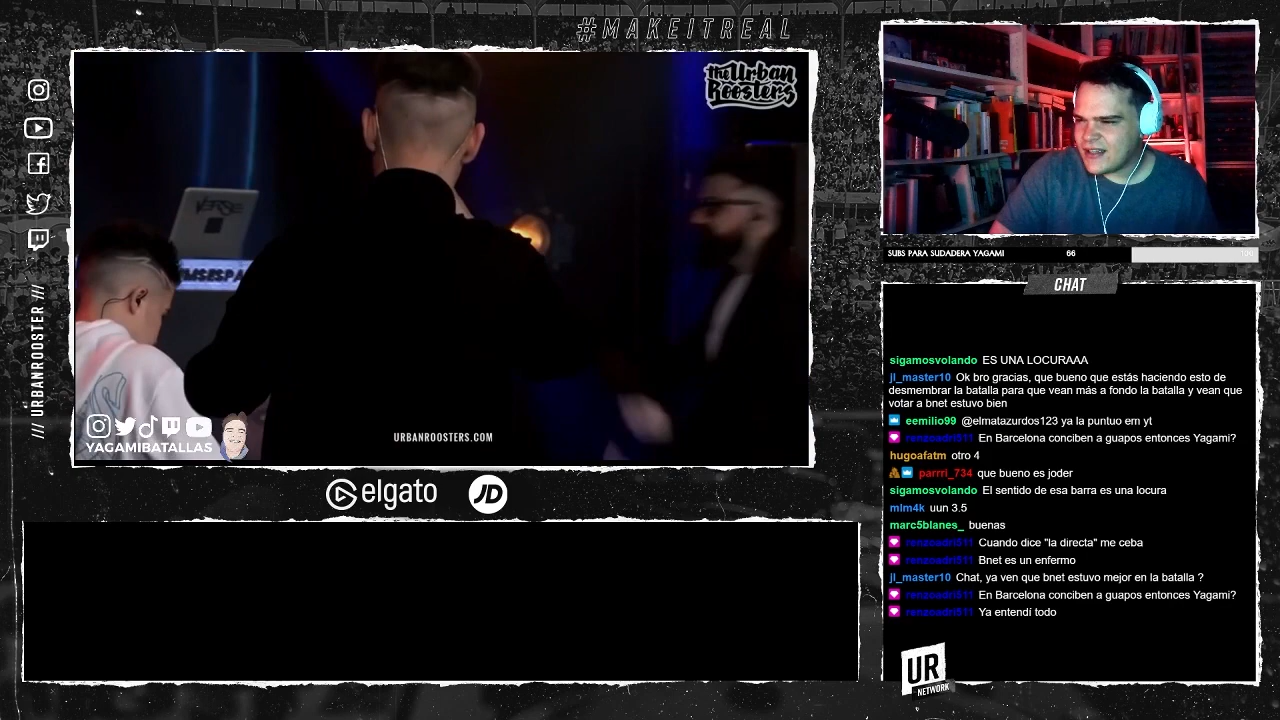 #MAKEITREAL
the Urban
Roosters
/// URBANROOSTER ///
VERSE
YAGAMIBATALLAS
URBANROOSTERS.COM
elgato
JD
SUBS PARA SUDADERA YAGAMI 66
CHAT
sigamosvolando ES UNA LOCURAAA
jl_master10 Ok bro gracias, que bueno que estás haciendo esto de
desmembrar la batalla para que vean más a fondo la batalla y vean que
votar a bnet estuvo bien
eemilio99 @elmatazurdos123 ya la puntuo em yt
renzoadri511 En Barcelona conciben a guapos entonces Yagami?
hugoafatm otro 4
parrri_734 que bueno es joder
sigamosvolando El sentido de esa barra es una locura
mlm4k uun 3.5
marc5blanes_ buenas
renzoadri511 Cuando dice "la directa" me ceba
renzoadri511 Bnet es un enfermo
jl_master10 Chat, ya ven que bnet estuvo mejor en la batalla ?
renzoadri511 En Barcelona conciben a guapos entonces Yagami?
renzoadri511 Ya entendí todo
UR
NETWORK